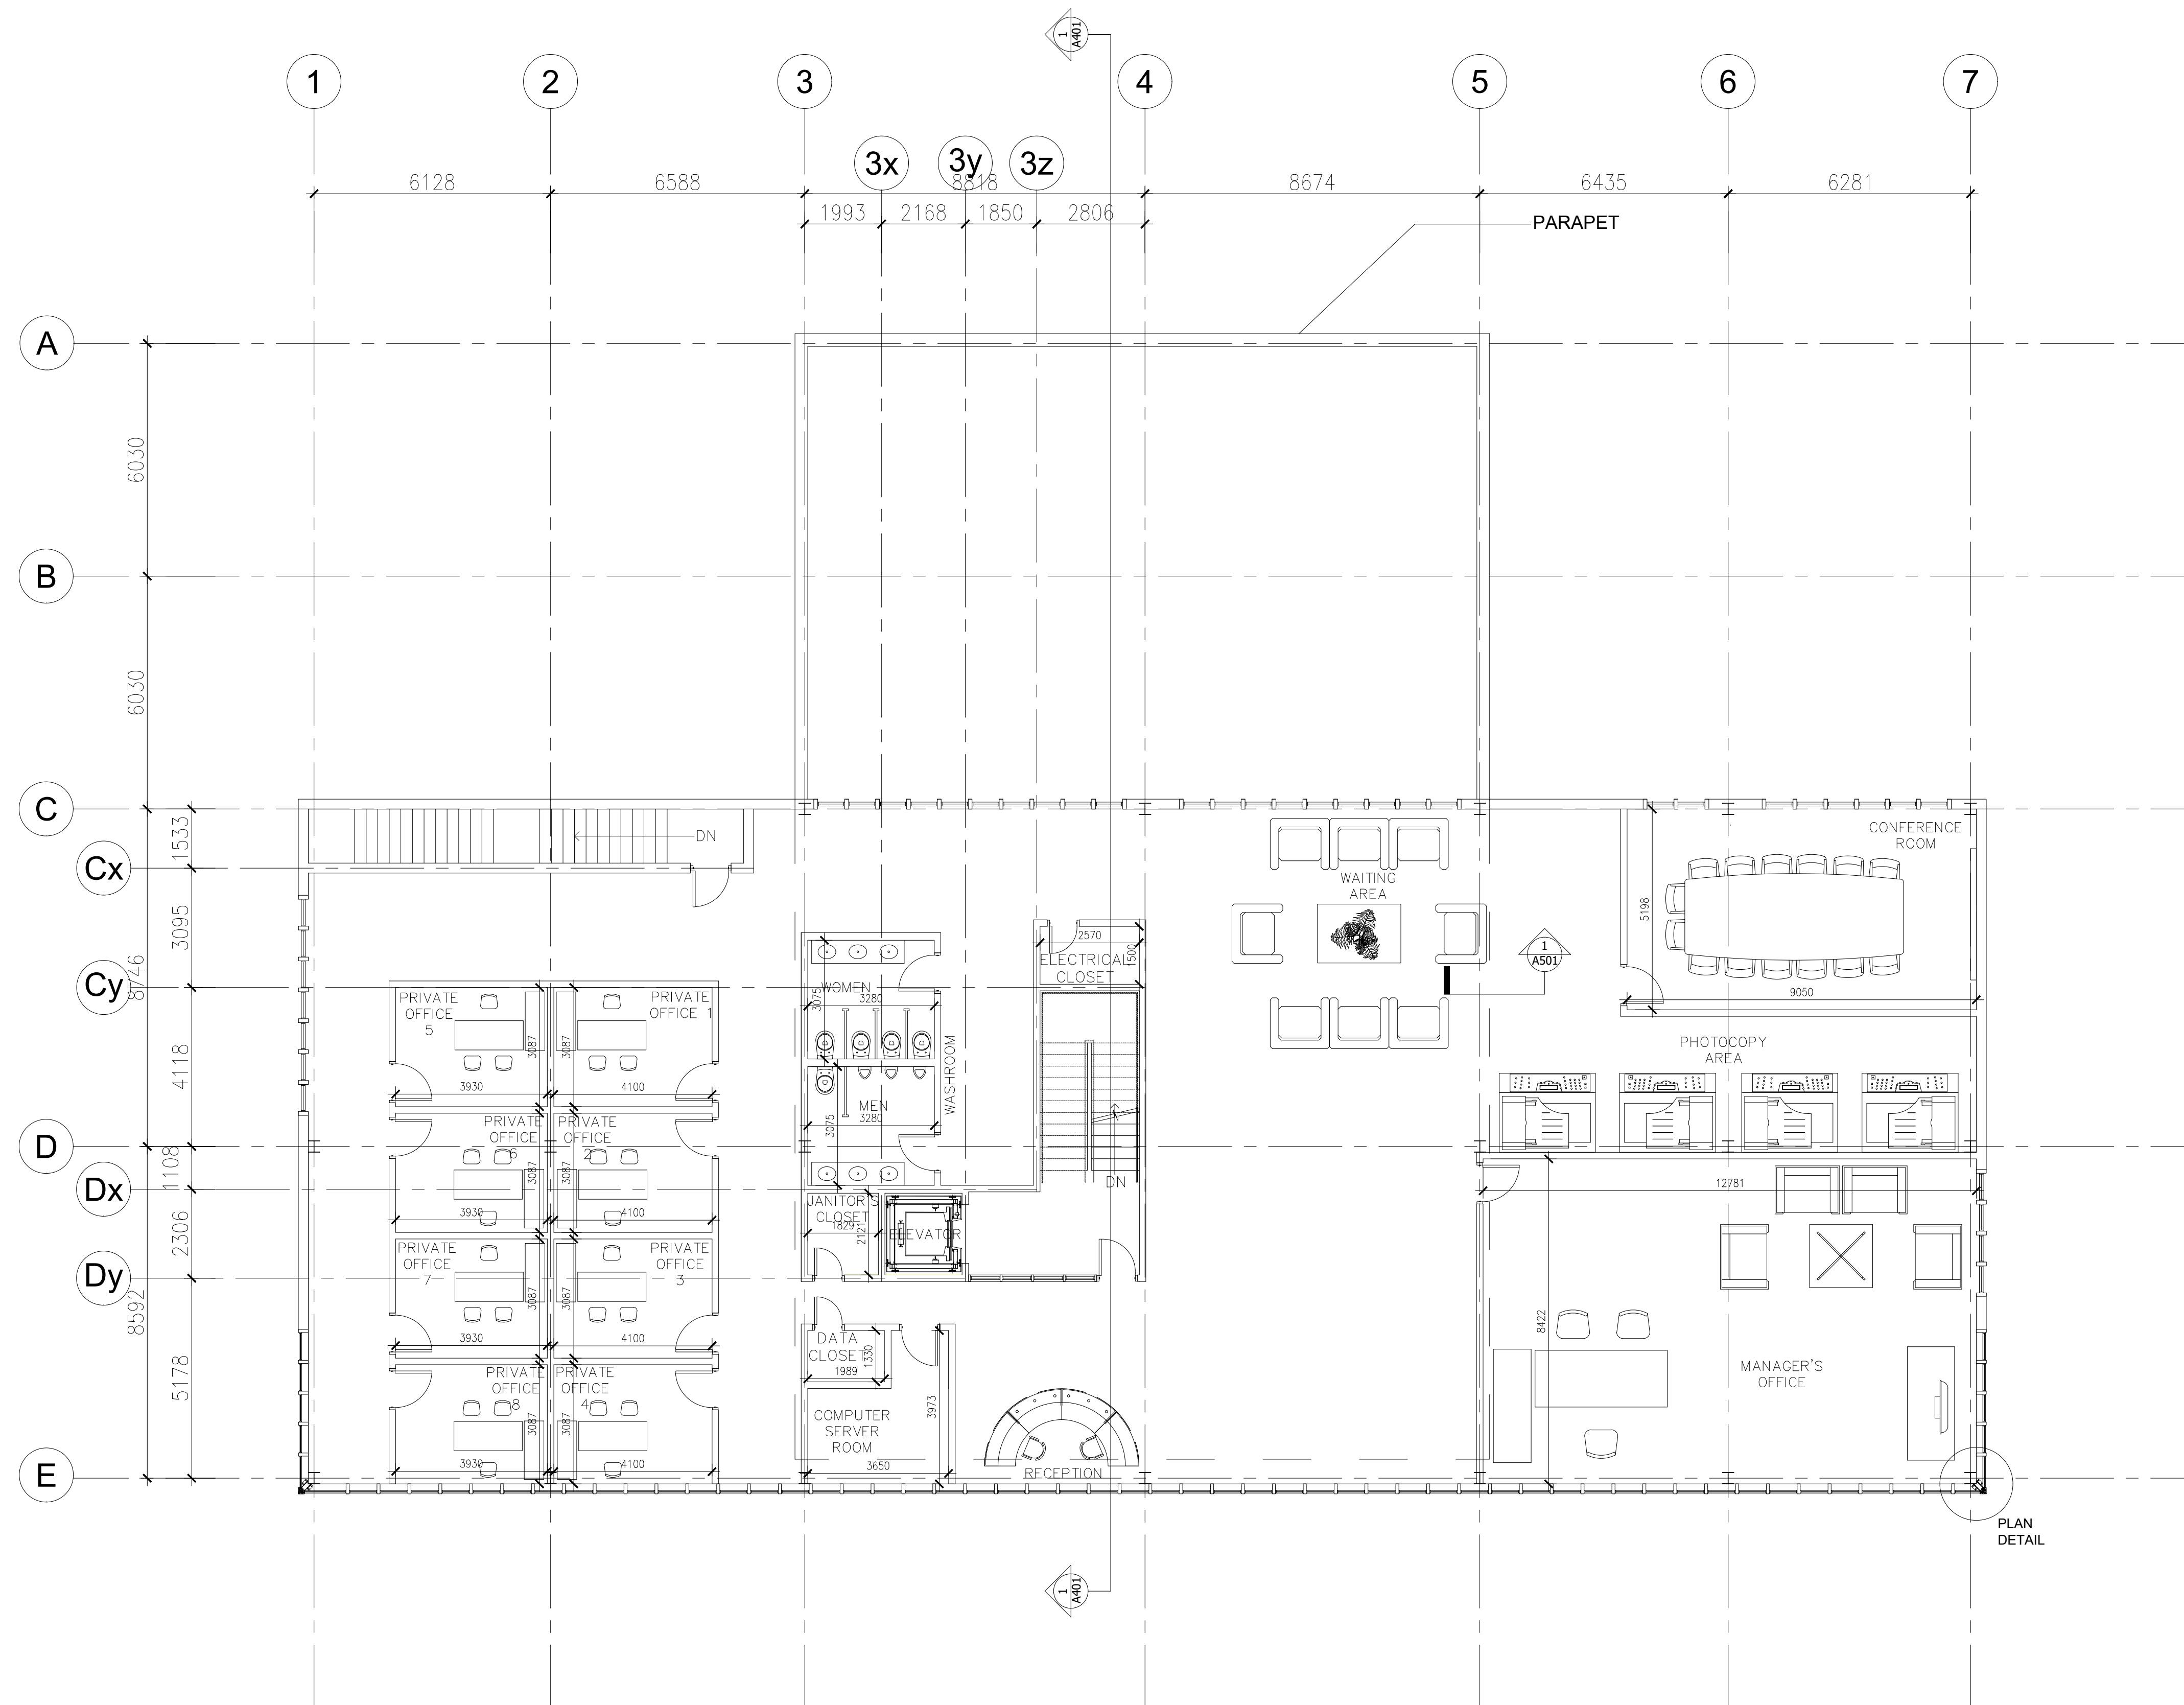 1
A401
1
2
3
4
5
6
7
3x
3y
3z
6128
6588
8818
8674
6435
6281
1993
2168
1850
2806
PARAPET
A
6030
B
6030
C
1533
Cx
3095
8746
Cy
4118
D
1108
Dx
2306
Dy
8592
5178
E
DN
CONFERENCE
ROOM
5198
9050
WAITING
AREA
1
A501
2570
1500
ELECTRICAL
CLOSET
WOMEN
3075
3280
WASHROOM
MEN
3280
3075
DN
PHOTOCOPY
AREA
PRIVATE
OFFICE
5
3087
3930
PRIVATE
OFFICE 1
3087
4100
PRIVATE
OFFICE
6
3087
3930
PRIVATE
OFFICE
2
3087
4100
PRIVATE
OFFICE
7
3087
3930
PRIVATE
OFFICE
3
3087
4100
PRIVATE
OFFICE
8
3087
3930
PRIVATE
OFFICE
4
3087
4100
JANITOR'S
CLOSET
1829
2121
ELEVATOR
DATA
CLOSET
1330
1989
COMPUTER
SERVER
ROOM
3973
3650
RECEPTION
12781
8422
MANAGER'S
OFFICE
PLAN
DETAIL
1
A401